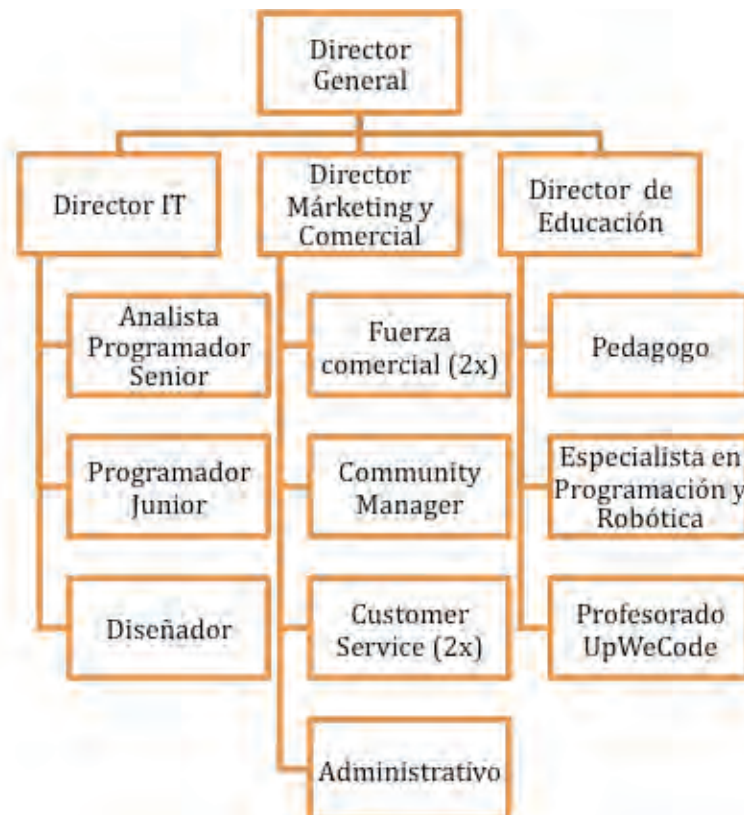 Director
General
Director IT
Director
Márketing y
Comercial
Director de
Educación
Analista
Programador
Senior
Fuerza
comercial (2x)
Pedagogo
Programador
Junior
Community
Manager
Especialista en
Programación y
Robótica
Diseñador
Customer
Service (2x)
Profesorado
UpWeCode
Administrativo